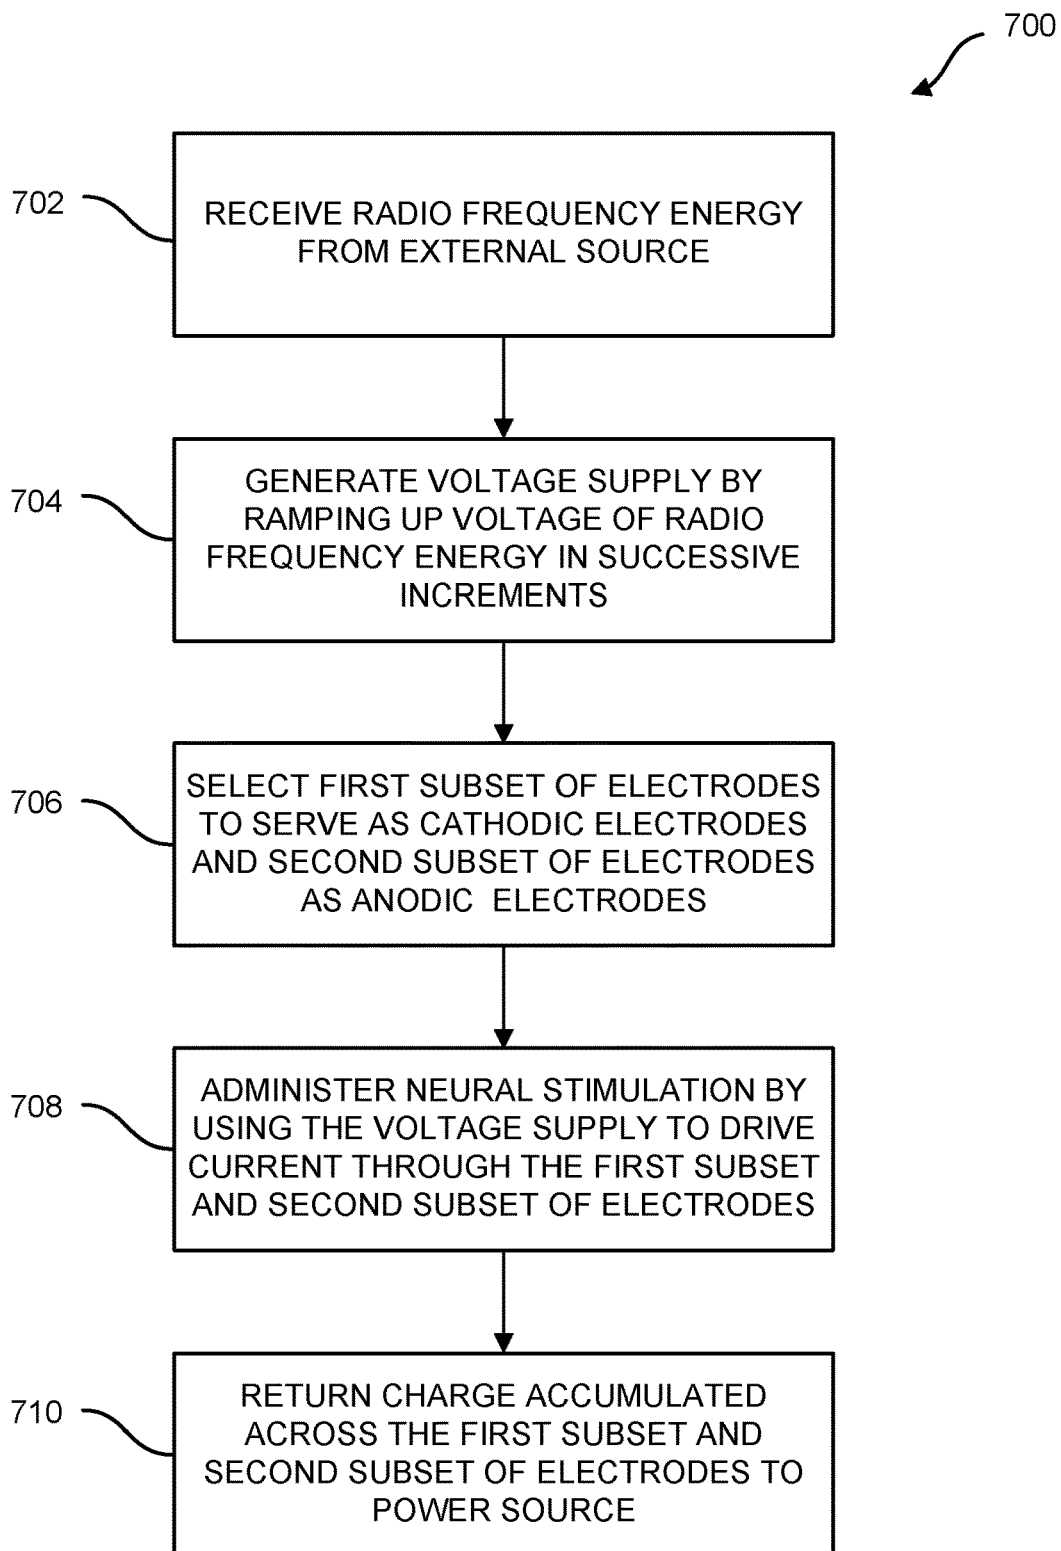 700
702
RECEIVE RADIO FREQUENCY ENERGY
FROM EXTERNAL SOURCE
704
GENERATE VOLTAGE SUPPLY BY
RAMPING UP VOLTAGE OF RADIO
FREQUENCY ENERGY IN SUCCESSIVE
INCREMENTS
706
SELECT FIRST SUBSET OF ELECTRODES
TO SERVE AS CATHODIC ELECTRODES
AND SECOND SUBSET OF ELECTRODES
AS ANODIC ELECTRODES
708
ADMINISTER NEURAL STIMULATION BY
USING THE VOLTAGE SUPPLY TO DRIVE
CURRENT THROUGH THE FIRST SUBSET
AND SECOND SUBSET OF ELECTRODES
710
RETURN CHARGE ACCUMULATED
ACROSS THE FIRST SUBSET AND
SECOND SUBSET OF ELECTRODES TO
POWER SOURCE